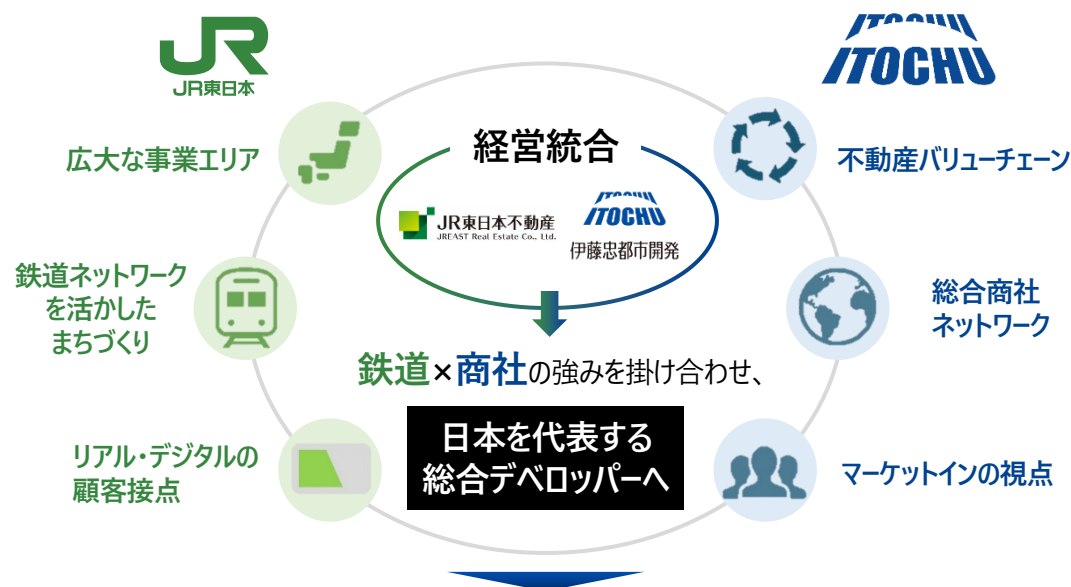 JR
JR東日本
ITOCHU
ITOCHU
広大な事業エリア
経営統合
不動産バリューチェーン
JR東日本不動産
JREAST Real Estate Co., Ltd.
ITOCHU
ITOCHU
伊藤忠都市開発
鉄道ネットワーク
を活かした
まちづくり
総合商社
ネットワーク
鉄道×商社の強みを掛け合わせ、
日本を代表する
総合デベロッパーへ
リアル・デジタルの
顧客接点
マーケットインの視点